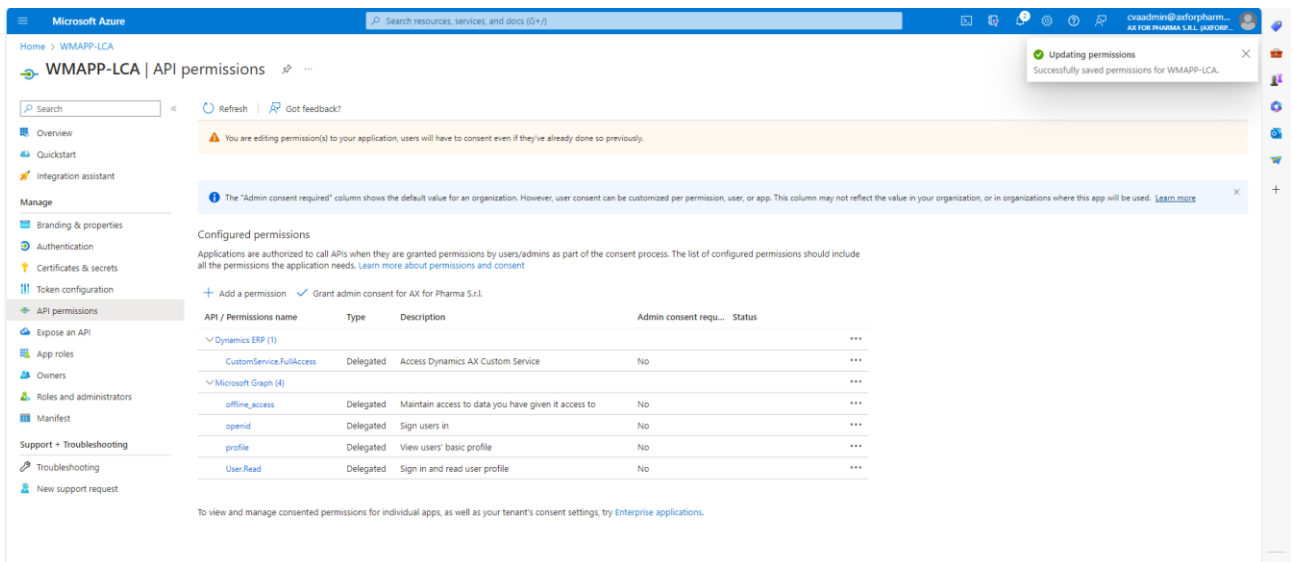 Microsoft Azure
Search resources, services, and docs (G+/)
2
cvaadmin@axforpharm...
AX FOR PHARMA S.R.L. (AXFORP...
Home > WMAPP-LCA
WMAPP-LCA | API permissions
Updating permissions
Successfully saved permissions for WMAPP-LCA.
Search
Refresh
Got feedback?
Overview
Quickstart
Integration assistant
Manage
Branding & properties
Authentication
Certificates & secrets
Token configuration
API permissions
Expose an API
App roles
Owners
Roles and administrators
Manifest
Support + Troubleshooting
Troubleshooting
New support request
You are editing permission(s) to your application, users will have to consent even if they've already done so previously.
The "Admin consent required" column shows the default value for an organization. However, user consent can be customized per permission, user, or app. This column may not reflect the value in your organization, or in organizations where this app will be used. Learn more
Configured permissions
Applications are authorized to call APIs when they are granted permissions by users/admins as part of the consent process. The list of configured permissions should include
all the permissions the application needs. Learn more about permissions and consent
Add a permission
Grant admin consent for AX for Pharma S.r.l.
API / Permissions name Type Description Admin consent requ... Status
Dynamics ERP (1)
CustomService.FullAccess Delegated Access Dynamics AX Custom Service No
Microsoft Graph (4)
offline_access Delegated Maintain access to data you have given it access to No
openid Delegated Sign users in No
profile Delegated View users' basic profile No
User.Read Delegated Sign in and read user profile No
To view and manage consented permissions for individual apps, as well as your tenant's consent settings, try Enterprise applications.